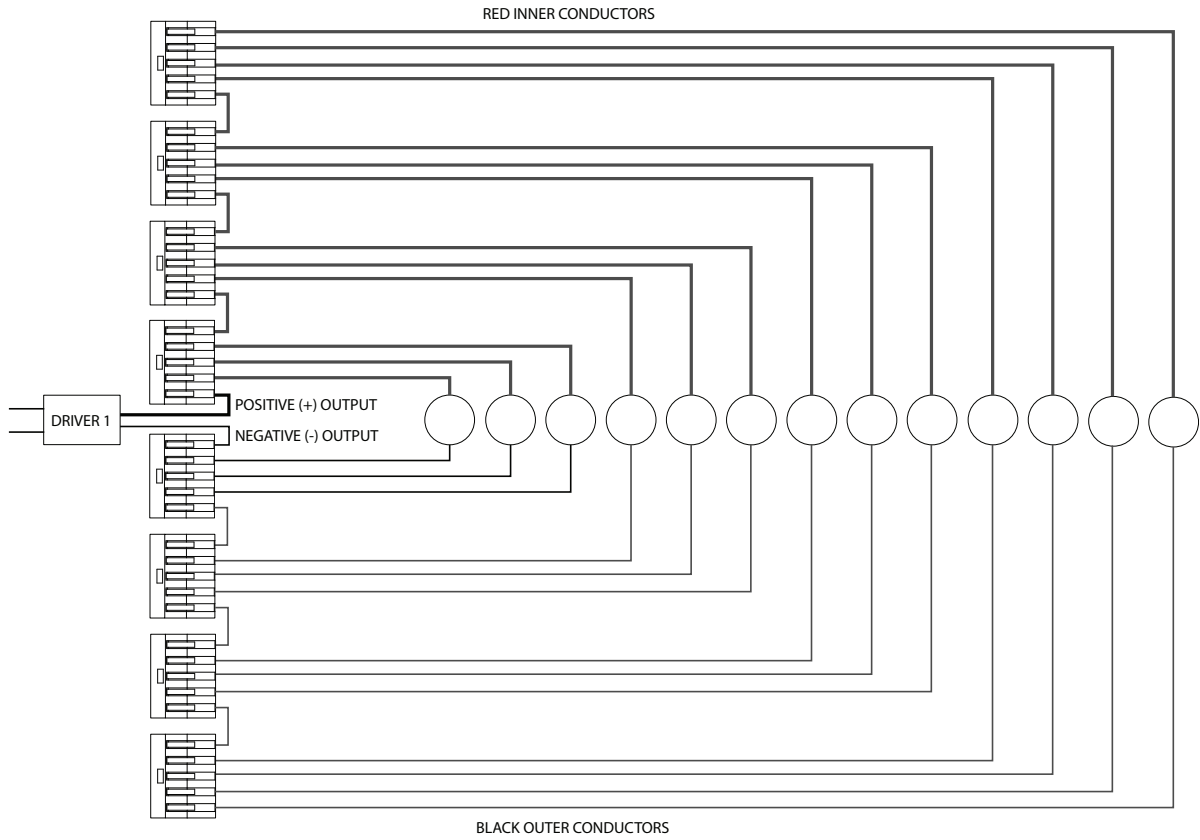 RED INNER CONDUCTORS
POSITIVE (+) OUTPUT
DRIVER 1
NEGATIVE (-) OUTPUT
BLACK OUTER CONDUCTORS